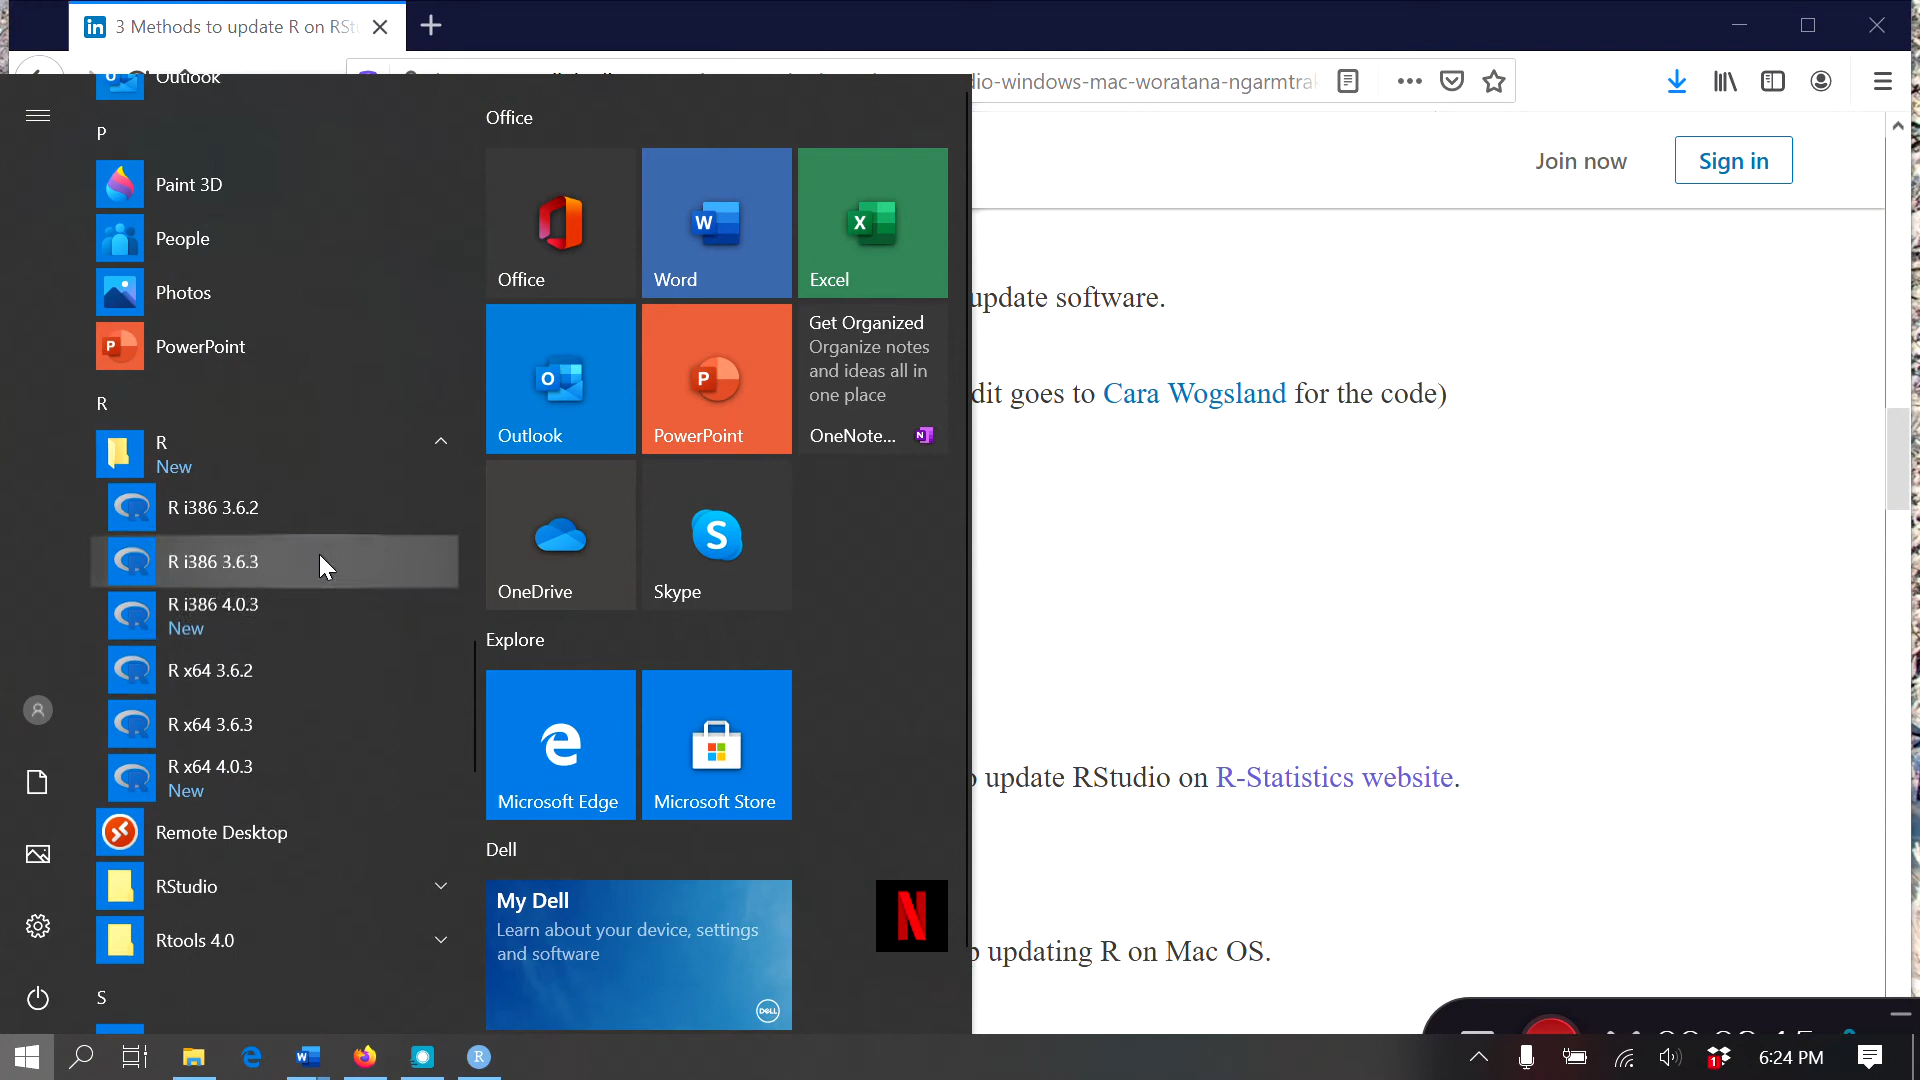 3 Methods to update R on RSt
io-windows-mac-woratana-ngarmtra
Outlook
P
Paint 3D
People
Photos
PowerPoint
R
R
New
R i386 3.6.2
R i386 3.6.3
R i386 4.0.3
New
R x64 3.6.2
R x64 3.6.3
R x64 4.0.3
New
Remote Desktop
RStudio
Rtools 4.0
S
Office
Office
Word
Excel
Outlook
PowerPoint
Get Organized
Organize notes
and ideas all in
one place
OneNote...
OneDrive
Skype
Explore
Microsoft Edge
Microsoft Store
Dell
My Dell
Learn about your device, settings
and software
DELL
Join now
Sign in
update software.
dit goes to Cara Wogsland for the code)
update RStudio on R-Statistics website.
updating R on Mac OS.
6:24 PM